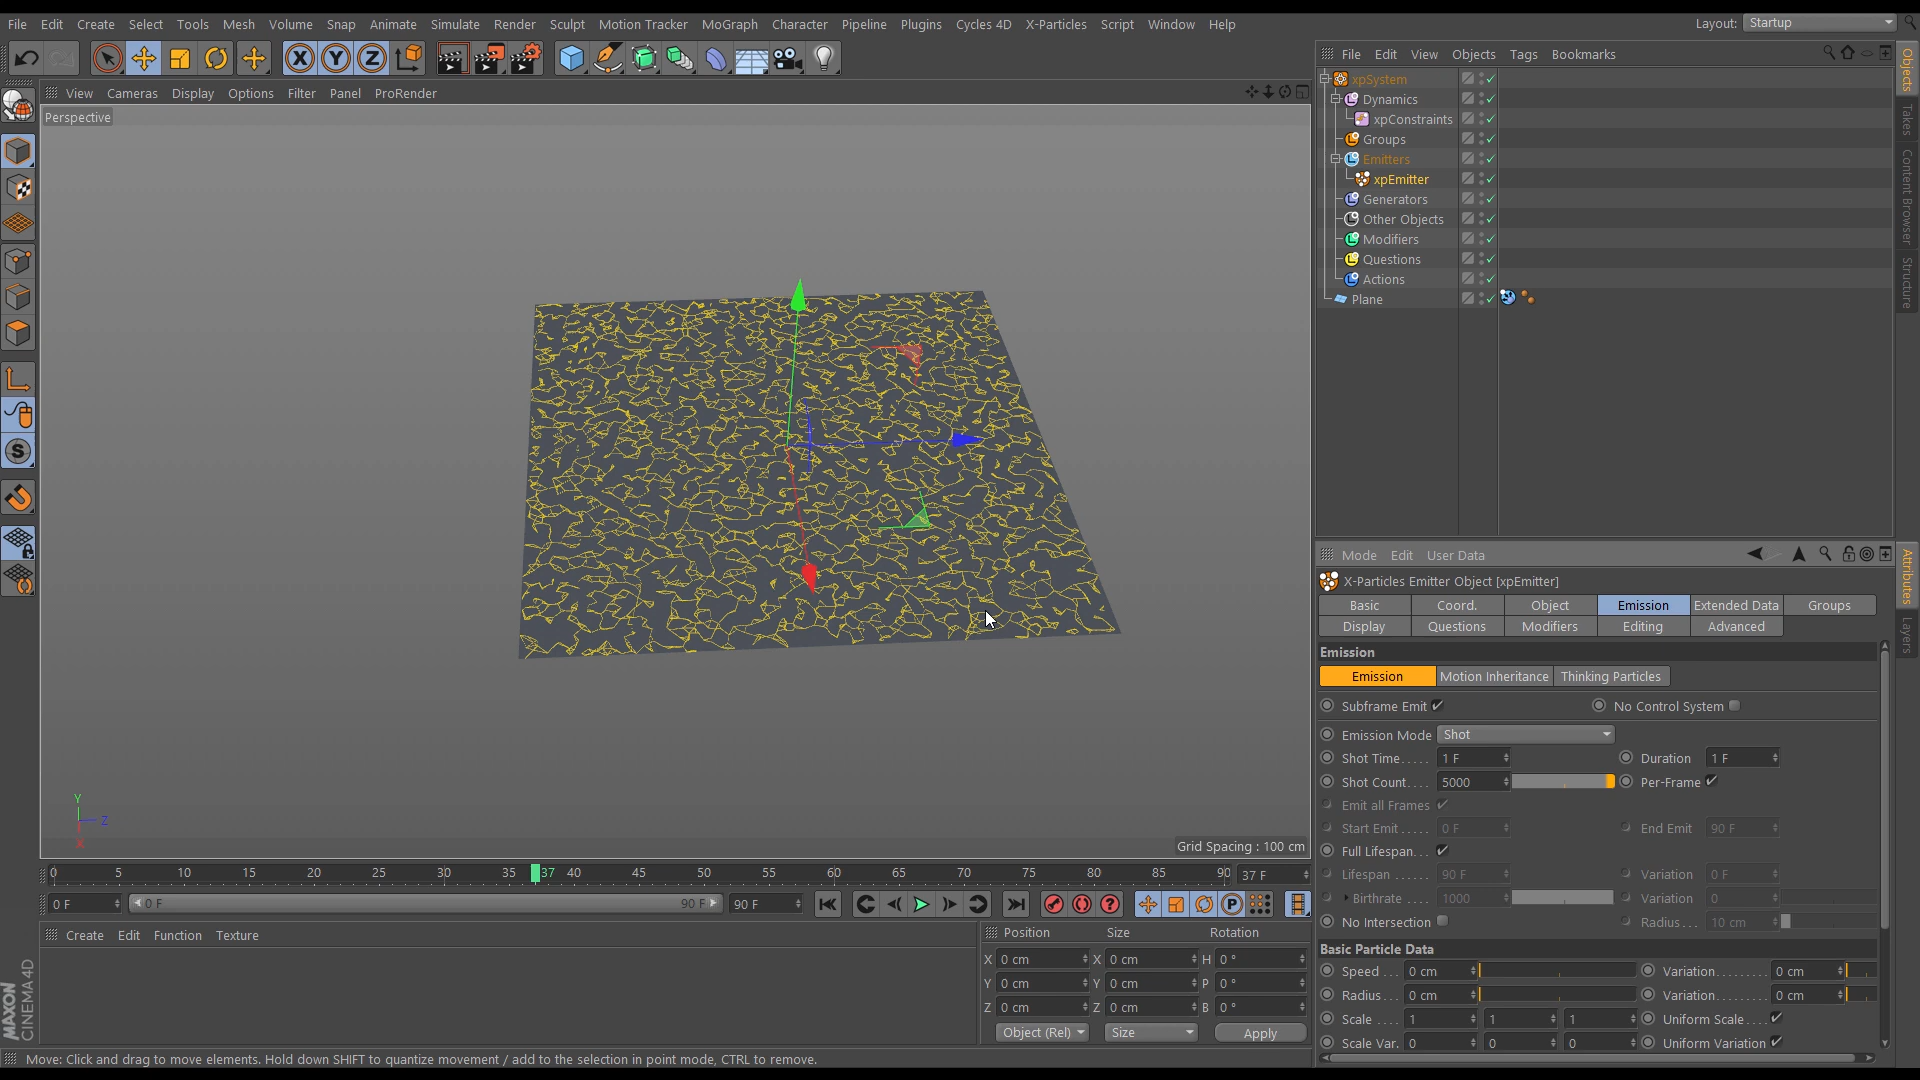 File Edit Create Select Tools Mesh Volume Snap Animate Simulate Render Sculpt Motion Tracker MoGraph Character Pipeline Plugins Cycles 4D X-Particles Script Window Help Layout: Startup
View Cameras Display Options Filter Panel ProRender
Perspective
Grid Spacing : 100 cm
Y
Z
X
0 5 10 15 20 25 30 35 37 40 45 50 55 60 65 70 75 80 85 90 37 F
0 F 0 F 90 F 90 F
Create Edit Function Texture
MAXON
CINEMA 4D
Position Size Rotation
X 0 cm X 0 cm H 0 °
Y 0 cm Y 0 cm P 0 °
Z 0 cm Z 0 cm B 0 °
Object (Rel) Size Apply
Move: Click and drag to move elements. Hold down SHIFT to quantize movement / add to the selection in point mode, CTRL to remove.
File Edit View Objects Tags Bookmarks
xpSystem
Dynamics
xpConstraints
Groups
Emitters
xpEmitter
Generators
Other Objects
Modifiers
Questions
Actions
Plane
Objects
Takes
Content Browser
Structure
Attributes
Layers
Mode Edit User Data
X-Particles Emitter Object [xpEmitter]
Basic Coord. Object Emission Extended Data Groups
Display Questions Modifiers Editing Advanced
Emission
Emission Motion Inheritance Thinking Particles
Subframe Emit No Control System
Emission Mode Shot
Shot Time..... 1 F Duration 1 F
Shot Count.... 5000 Per-Frame
Emit all Frames
Start Emit..... 0 F End Emit 90 F
Full Lifespan...
Lifespan ....... 90 F Variation 0 F
Birthrate .... 1000 Variation 0
No Intersection Radius... 10 cm
Basic Particle Data
Speed ... 0 cm Variation......... 0 cm
Radius... 0 cm Variation......... 0 cm
Scale .... 1 1 1 Uniform Scale....
Scale Var. 0 0 0 Uniform Variation